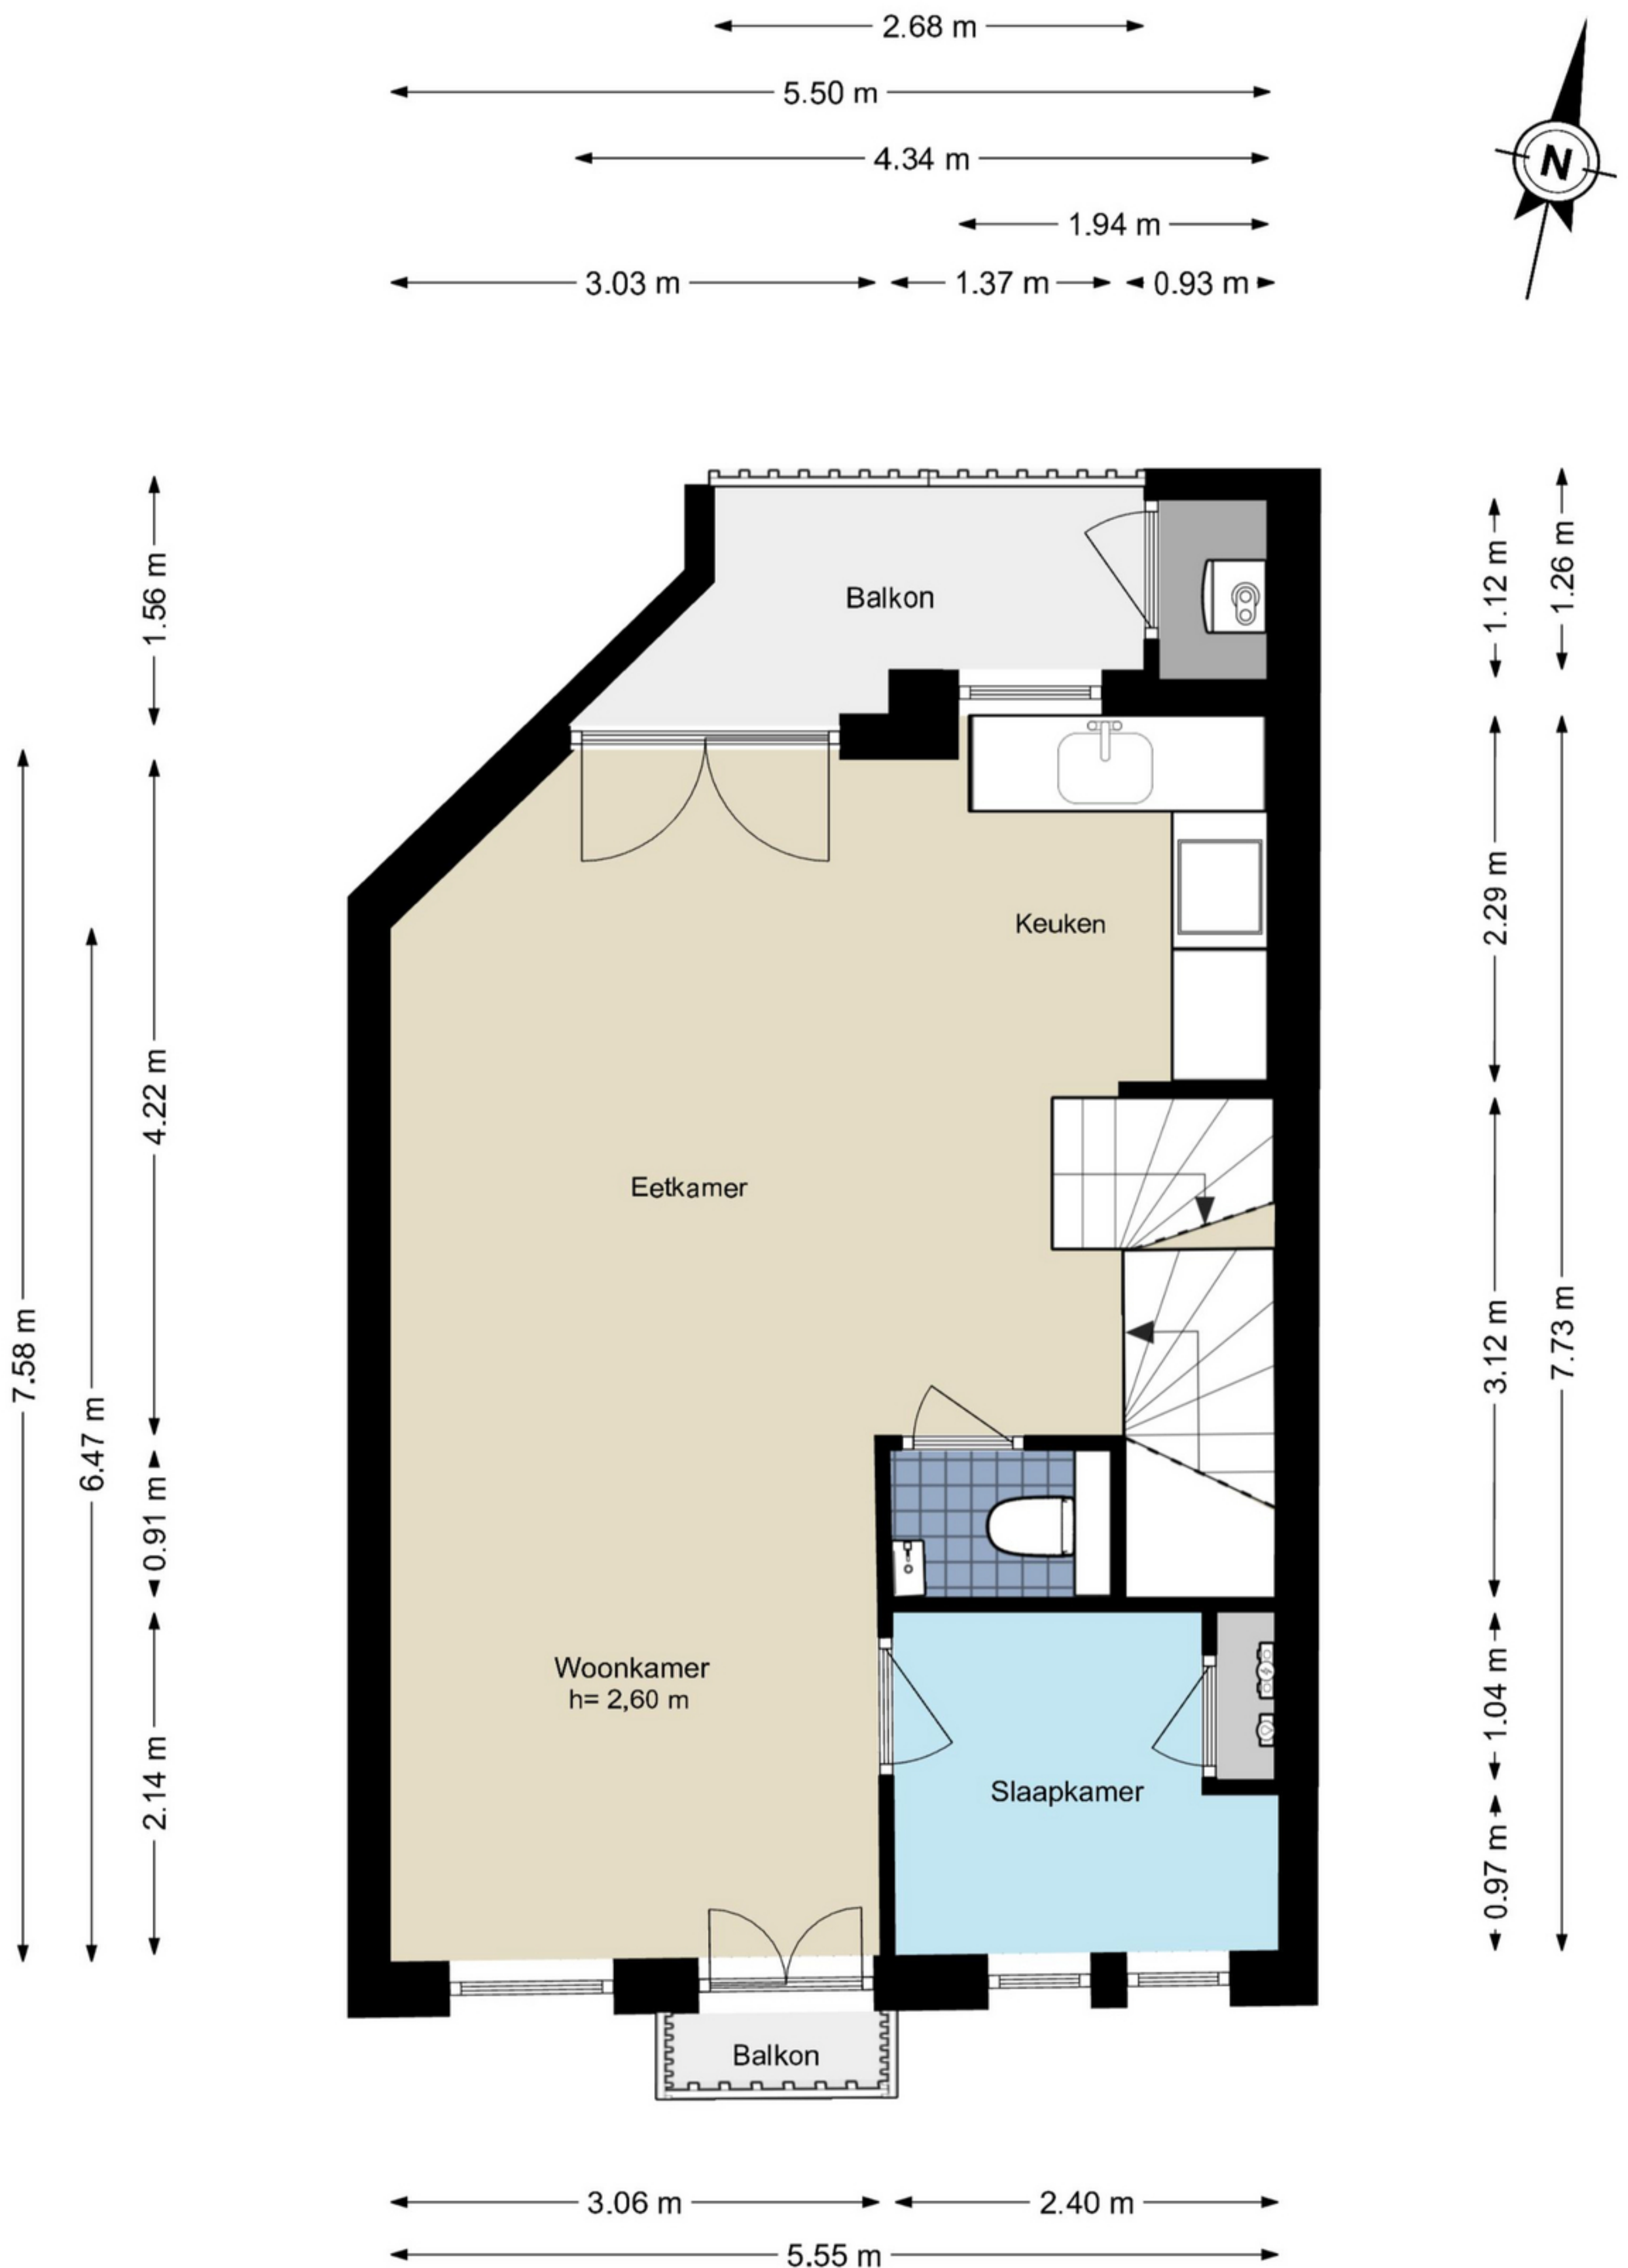 2.68 m
5.50 m
4.34 m
1.94 m
3.03 m
1.37 m
0.93 m
N
1.56 m
1.12 m
1.26 m
Balkon
Keuken
2.29 m
4.22 m
Eetkamer
7.58 m
6.47 m
3.12 m
7.73 m
0.91 m
Woonkamer
h= 2,60 m
1.04 m
2.14 m
Slaapkamer
0.97 m
Balkon
3.06 m
2.40 m
5.55 m